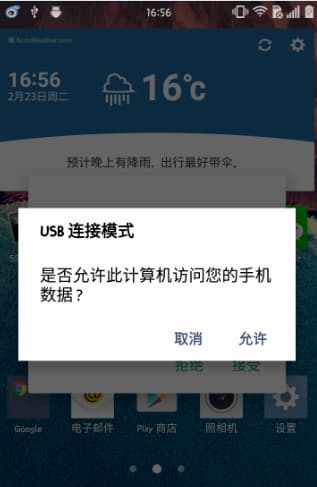 16:56
AccuWeather.com
16:56
2月23日周二
16°c
预计晚上有降雨，出行最好带伞。
USB 连接模式
是否允许此计算机访问您的手机
数据？
取消 允许
拒绝 接受
Google 电子邮件 Play 商店 照相机 设置